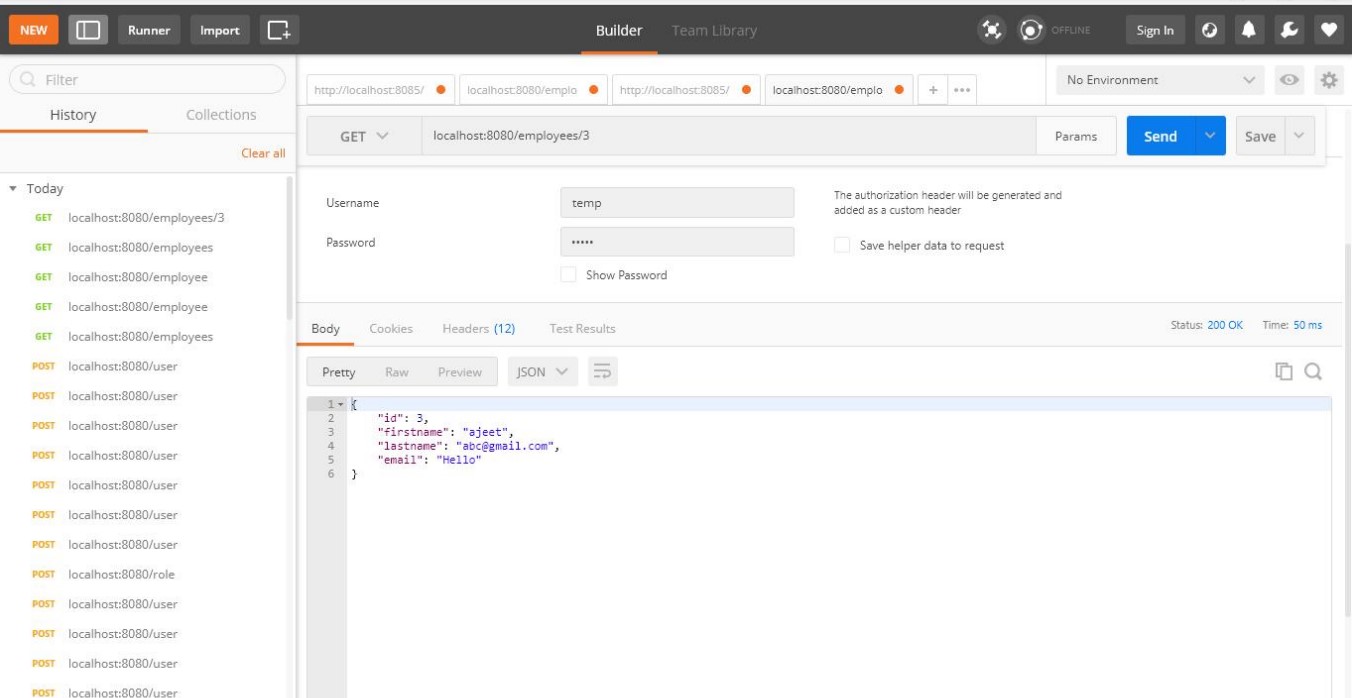 NEW Runner Import Builder Team Library OFFLINE Sign In
Filter
History Collections
Clear all
Today
GET localhost:8080/employees/3
GET localhost:8080/employees
GET localhost:8080/employee
GET localhost:8080/employee
GET localhost:8080/employees
POST localhost:8080/user
POST localhost:8080/user
POST localhost:8080/user
POST localhost:8080/user
POST localhost:8080/user
POST localhost:8080/user
POST localhost:8080/user
POST localhost:8080/role
POST localhost:8080/user
POST localhost:8080/user
POST localhost:8080/user
POST localhost:8080/user
http://localhost:8085/ localhost:8080/emplo http://localhost:8085/ localhost:8080/emplo + ••• No Environment
GET localhost:8080/employees/3 Params Send Save
Username temp
Password •••••
Show Password
The authorization header will be generated and
added as a custom header
Save helper data to request
Body Cookies Headers (12) Test Results Status: 200 OK Time: 50 ms
Pretty Raw Preview JSON
1 {
2 "id": 3,
3 "firstname": "ajeet",
4 "lastname": "abc@gmail.com",
5 "email": "Hello"
6 }